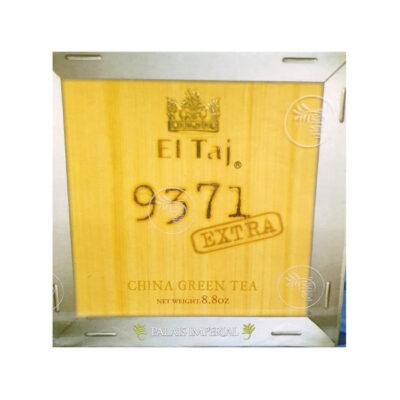 El Taj®
9371
EXTRA
CHINA GREEN TEA
NET WEIGHT: 8.8OZ
PALAIS IMPERIAL